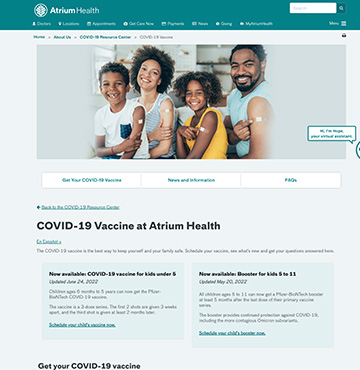 Atrium Health
Search
Doctors Locations Appointments Get Care Now Payments News Giving MyAtriumHealth Menu
Home » About Us » COVID-19 Resource Center » COVID-19 Vaccine
Hi, I'm Hope,
your virtual assistant.
Get Your COVID-19 Vaccine
News and Information
FAQs
Back to the COVID-19 Resource Center
COVID-19 Vaccine at Atrium Health
En Español »
The COVID-19 vaccine is the best way to keep yourself and your family safe. Schedule your vaccine, see what's new and get your questions answered here.
Now available: COVID-19 vaccine for kids under 5
Updated June 24, 2022
Children ages 6 months to 5 years can now get the Pfizer-
BioNTech COVID-19 vaccine.
The vaccine is a 3-dose series. The first 2 shots are given 3 weeks
apart, and the third shot is given at least 2 months later.
Schedule your child's vaccine now.
Now available: Booster for kids 5 to 11
Updated May 20, 2022
All children ages 5 to 11 can now get a Pfizer-BioNTech booster
at least 5 months after the last dose of their primary vaccine
series.
The booster provides continued protection against COVID-19,
including the more contagious Omicron subvariants.
Schedule your child's booster now.
Get your COVID-19 vaccine